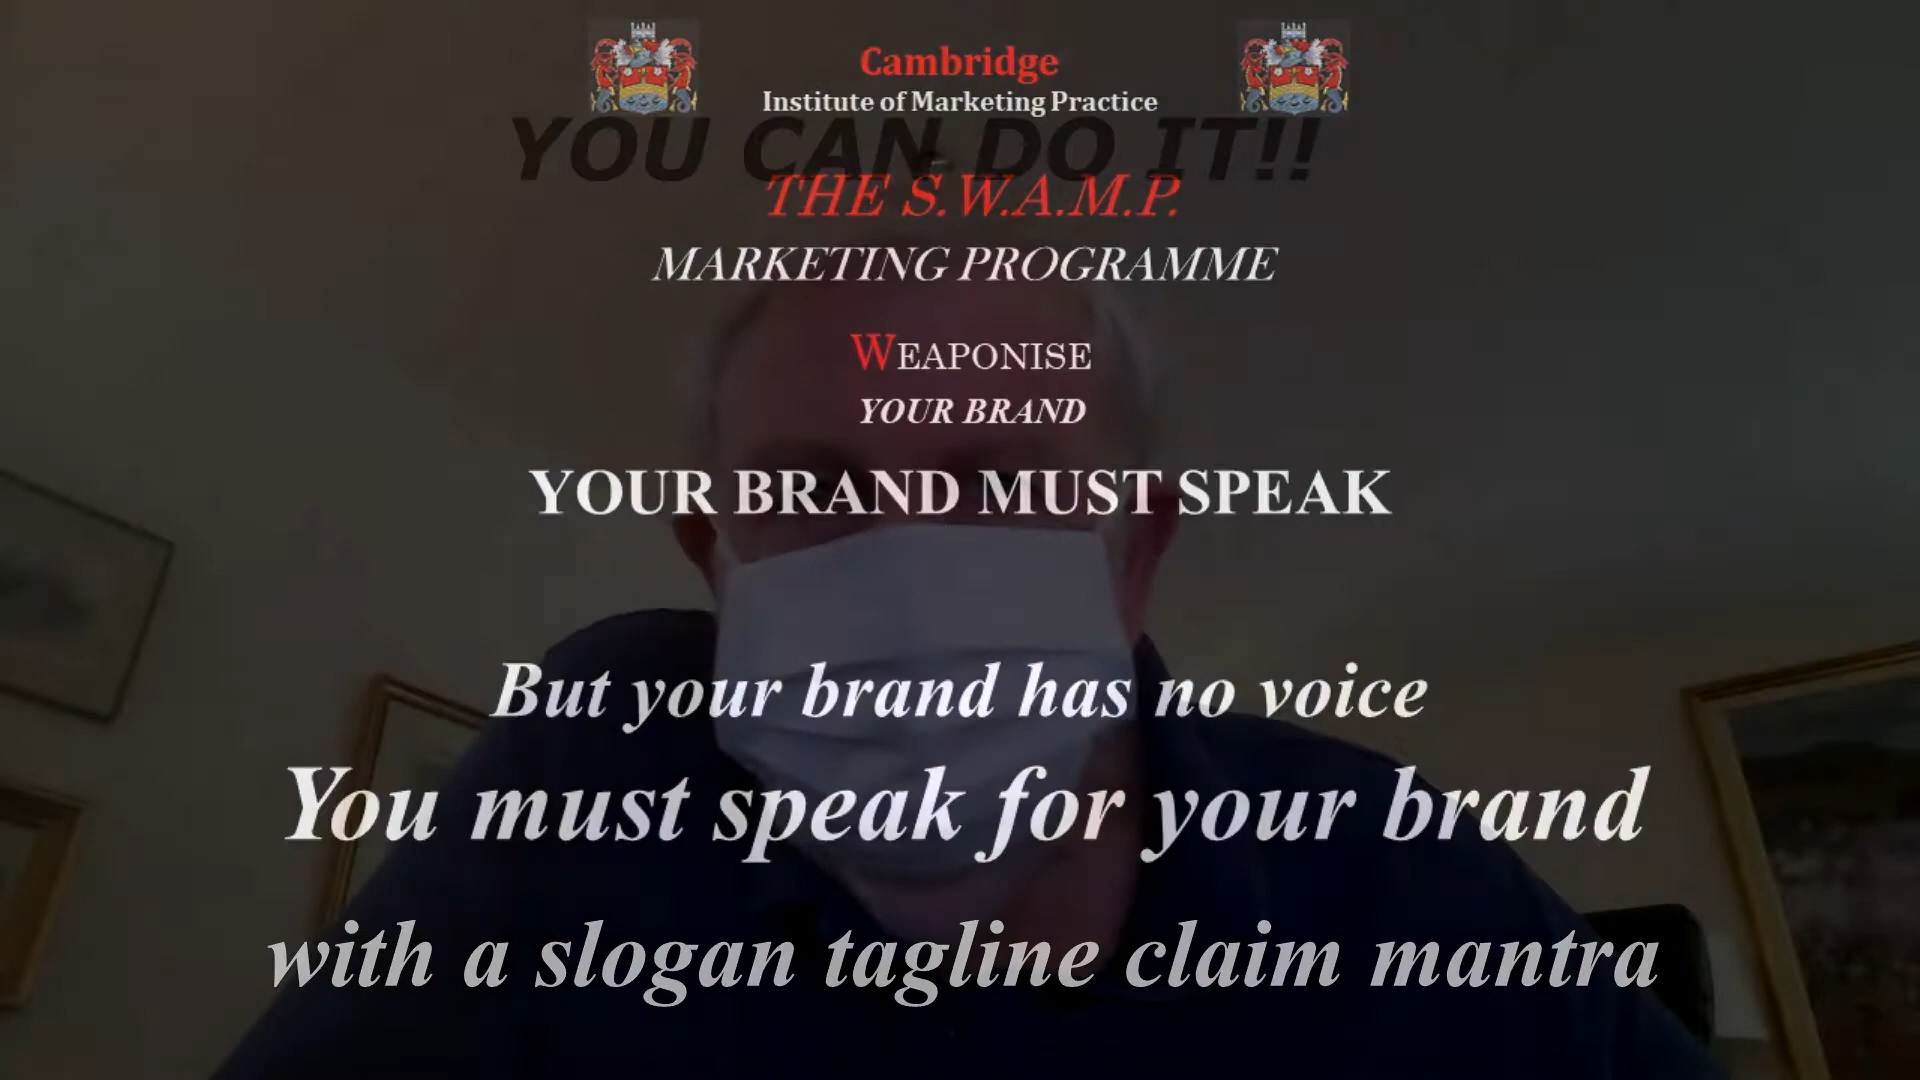 Cambridge
Institute of Marketing Practice
YOU CAN DO IT!!
THE S.W.A.M.P.
MARKETING PROGRAMME
WEAPONISE
YOUR BRAND
YOUR BRAND MUST SPEAK
But your brand has no voice
You must speak for your brand
with a slogan tagline claim mantra